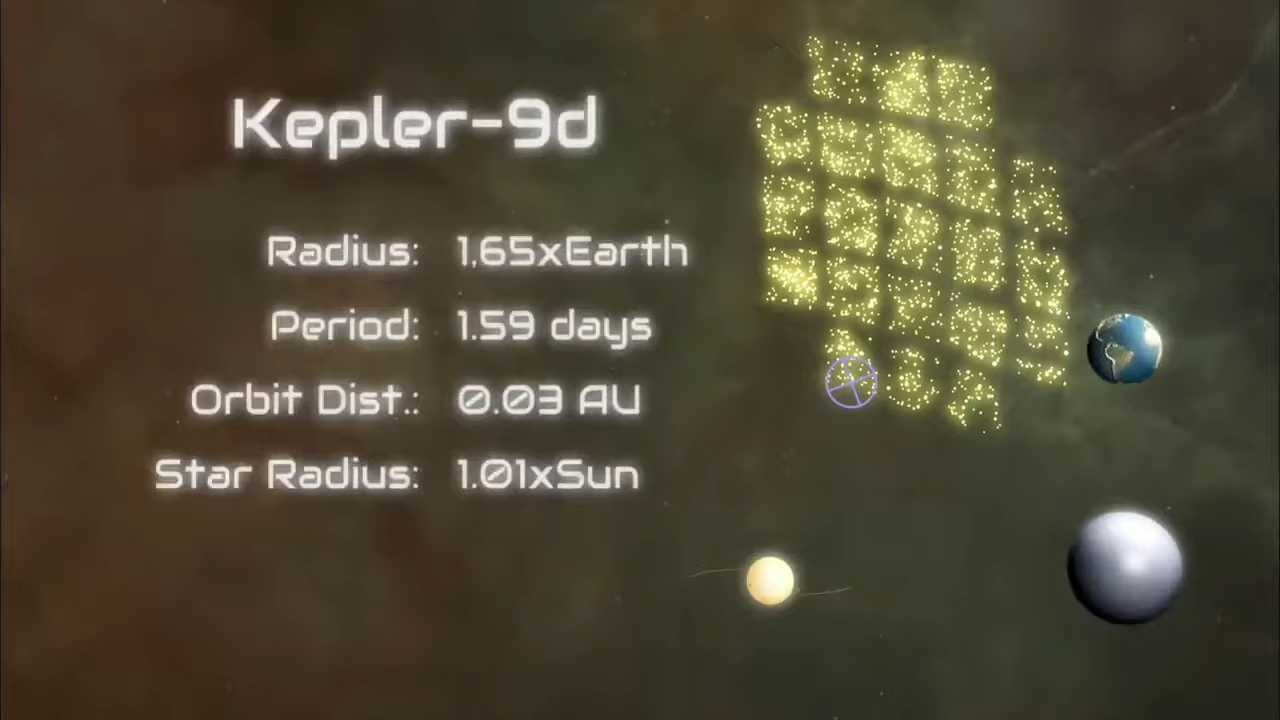 Kepler-9d
Radius: 1.65xEarth
Period: 1.59 days
Orbit Dist.: 0.03 AU
Star Radius: 1.01xSun